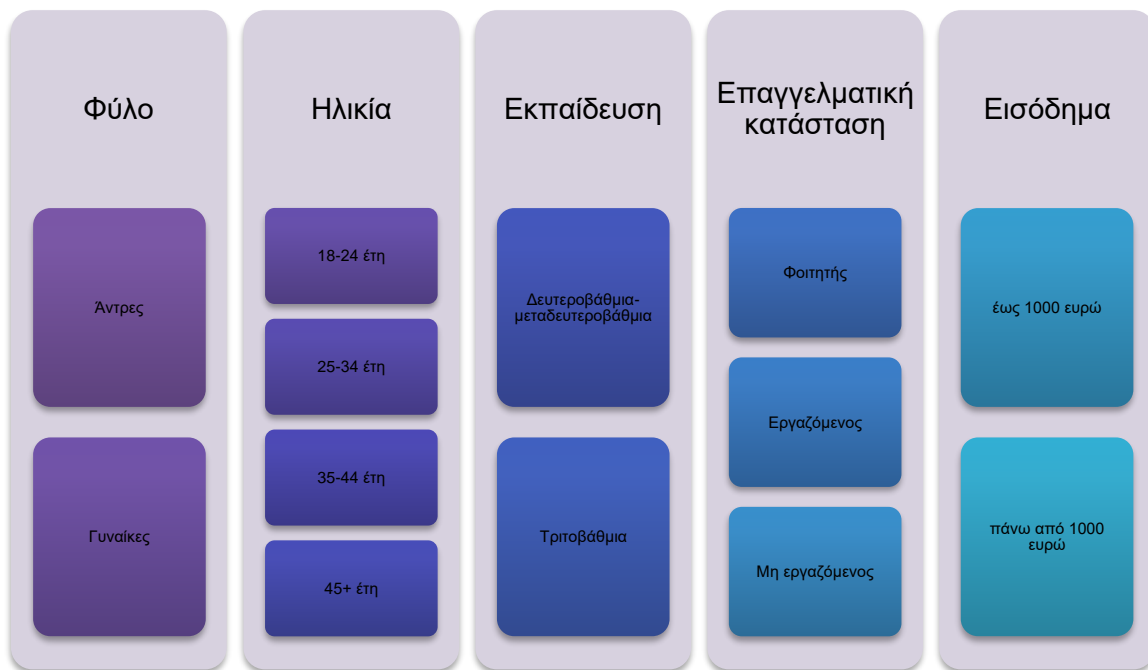 Φύλο
Άντρες
Γυναίκες
Ηλικία
18-24 έτη
25-34 έτη
35-44 έτη
45+ έτη
Εκπαίδευση
Δευτεροβάθμια-
μεταδευτεροβάθμια
Τριτοβάθμια
Επαγγελματική
κατάσταση
Φοιτητής
Εργαζόμενος
Μη εργαζόμενος
Εισόδημα
έως 1000 ευρώ
πάνω από 1000
ευρώ